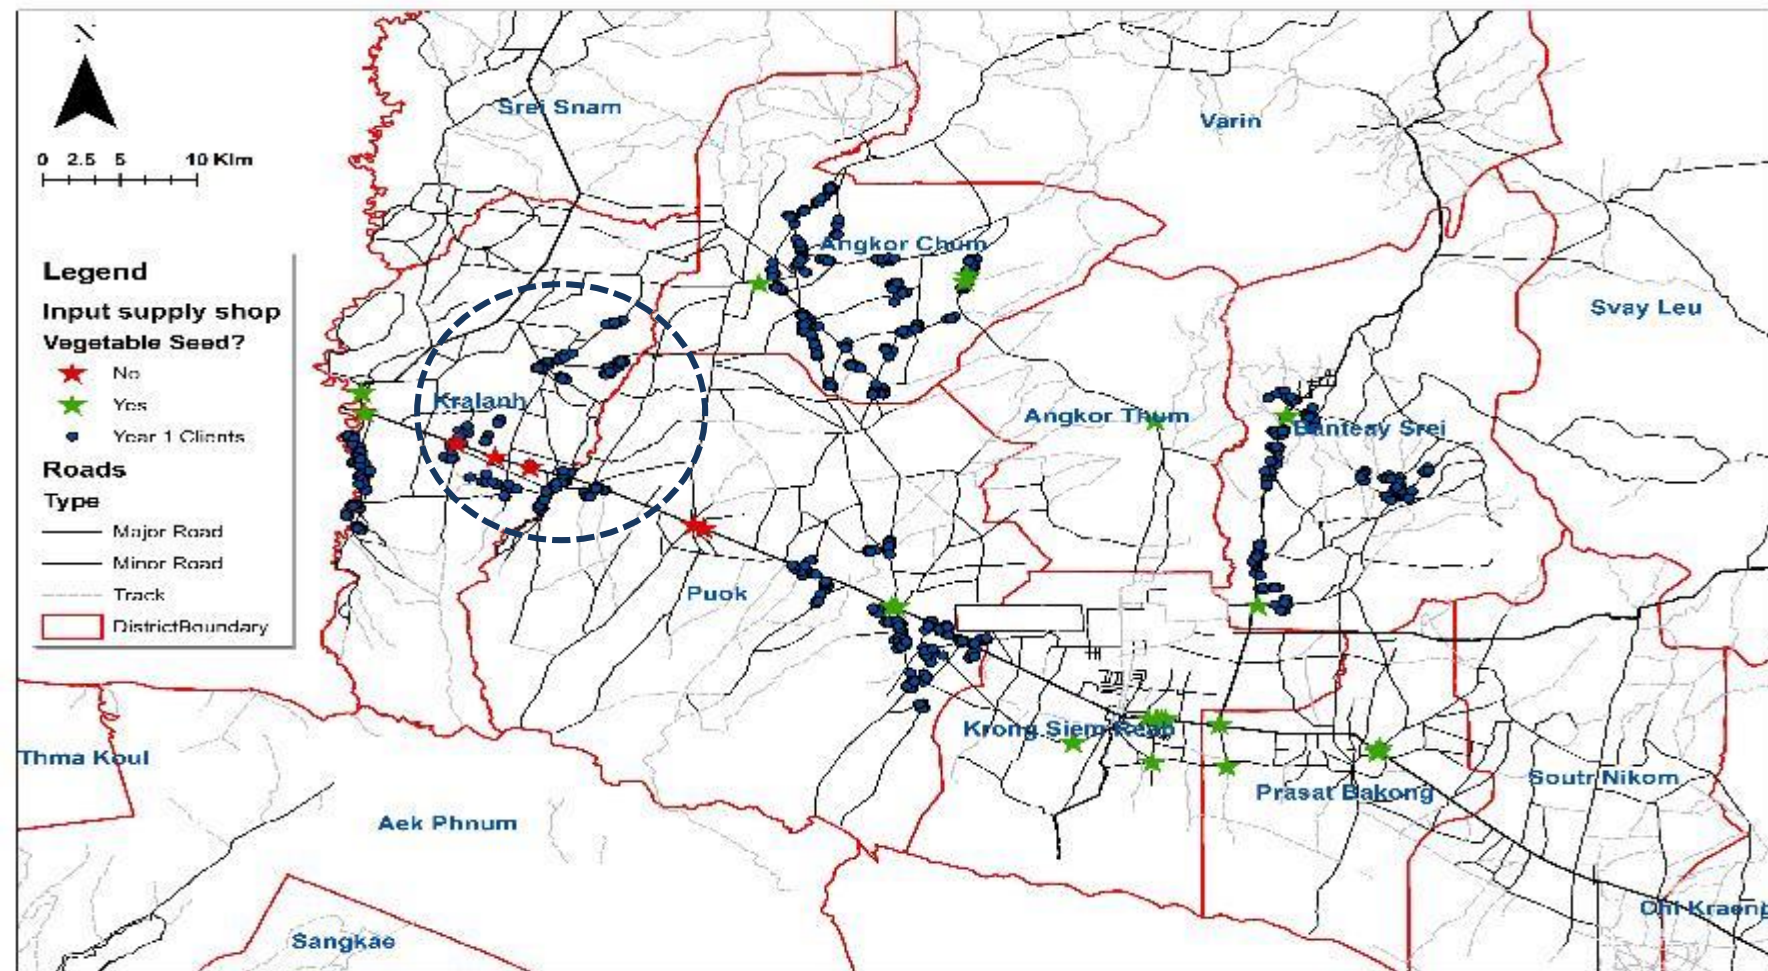 N
0 2.5 5 10 Klm
Legend
Input supply shop
Vegetable Seed?
No
Yes
Year 1 Clients
Roads
Type
Major Road
Minor Road
Track
DistrictBoundary
Srei Snam
Varin
Angkor Chum
Svay Leu
Kralanh
Angkor Thum
Banteay Srei
Puok
Krong Siem Reap
Thma Koul
Soutr Nikom
Prasat Bakong
Aek Phnum
Chi Kraeng
Sangkae